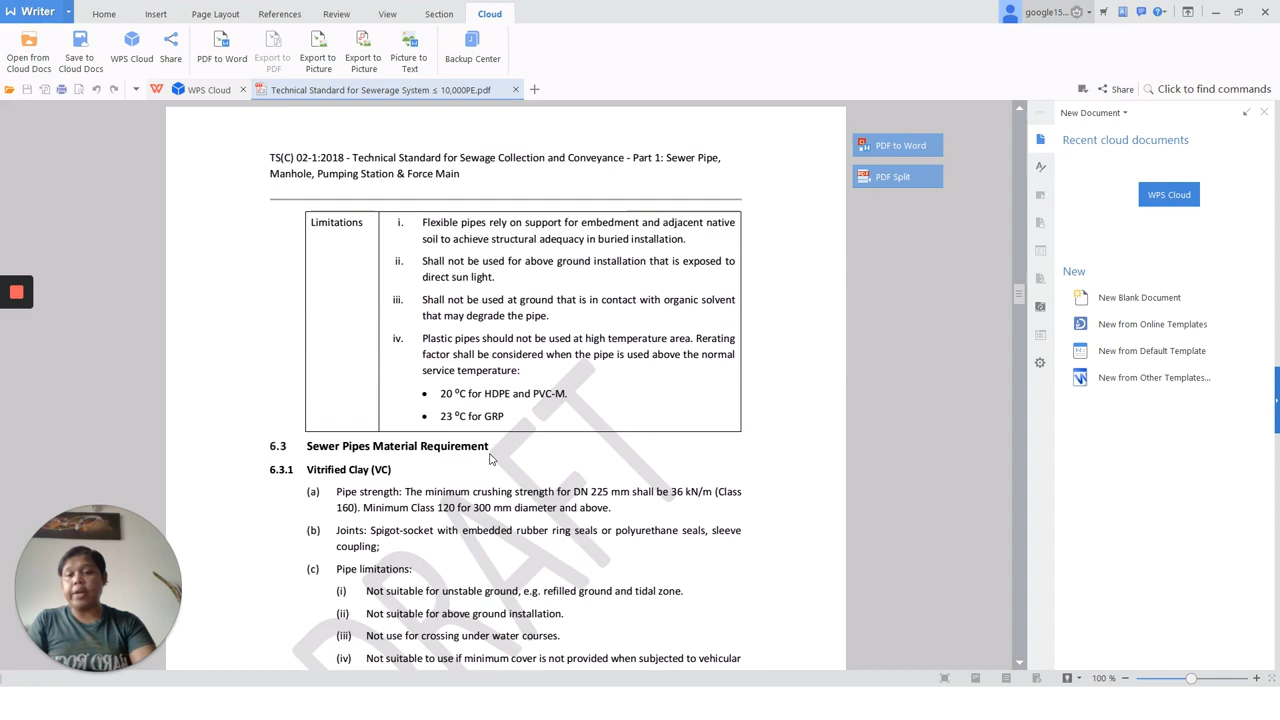 Writer
Home Insert Page Layout References Review View Section Cloud
google15...
Open from
Cloud Docs
Save to
Cloud Docs
WPS Cloud
Share
PDF to Word
Export to
PDF
Export to
Picture
Export to
Picture
Picture to
Text
Backup Center
WPS Cloud
Technical Standard for Sewerage System ≤ 10,000PE.pdf
Share
Click to find commands
TS(C) 02-1:2018 - Technical Standard for Sewage Collection and Conveyance - Part 1: Sewer Pipe,
Manhole, Pumping Station & Force Main
Limitations
i. Flexible pipes rely on support for embedment and adjacent native
soil to achieve structural adequacy in buried installation.
ii. Shall not be used for above ground installation that is exposed to
direct sun light.
iii. Shall not be used at ground that is in contact with organic solvent
that may degrade the pipe.
iv. Plastic pipes should not be used at high temperature area. Rerating
factor shall be considered when the pipe is used above the normal
service temperature:
• 20 ⁰C for HDPE and PVC-M.
• 23 ⁰C for GRP
6.3 Sewer Pipes Material Requirement
6.3.1 Vitrified Clay (VC)
(a) Pipe strength: The minimum crushing strength for DN 225 mm shall be 36 kN/m (Class
160). Minimum Class 120 for 300 mm diameter and above.
(b) Joints: Spigot-socket with embedded rubber ring seals or polyurethane seals, sleeve
coupling;
(c) Pipe limitations:
(i) Not suitable for unstable ground, e.g. refilled ground and tidal zone.
(ii) Not suitable for above ground installation.
(iii) Not use for crossing under water courses.
(iv) Not suitable to use if minimum cover is not provided when subjected to vehicular
DRAFT
PDF to Word
PDF Split
New Document
Recent cloud documents
WPS Cloud
New
New Blank Document
New from Online Templates
New from Default Template
New from Other Templates...
100 %